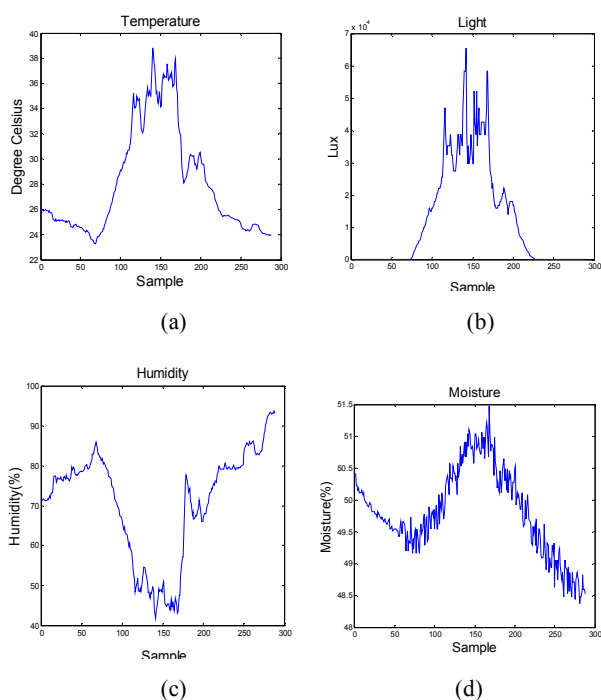 Temperature
40
38
36
34
32
30
28
26
24
22
0 50 100 150 200 250 300
Degree Celsius
Sample
(a)
Light
x 10⁴
7
6
5
4
3
2
1
0
0 50 100 150 200 250 300
Lux
Sample
(b)
Humidity
100
90
80
70
60
50
40
0 50 100 150 200 250 300
Humidity(%)
Sample
(c)
Moisture
51.5
51
50.5
50
49.5
49
48.5
48
0 50 100 150 200 250 300
Moisture(%)
Sample
(d)